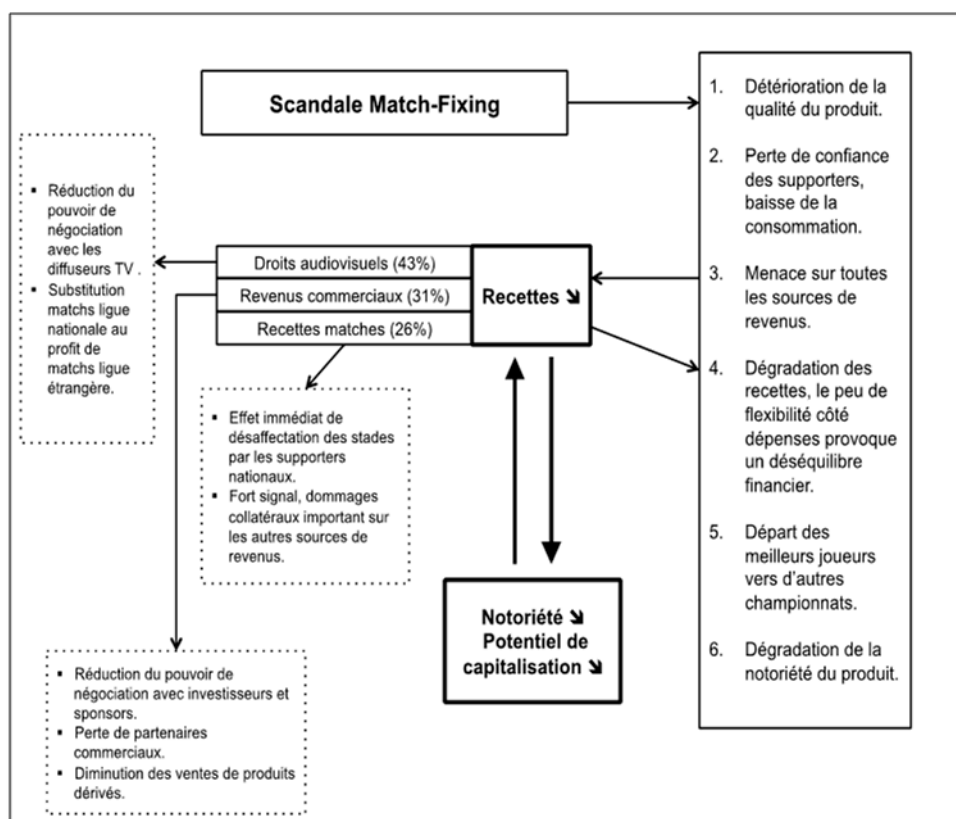 Scandale Match-Fixing
1. Détérioration de la
qualité du produit.
2. Perte de confiance
des supporters,
baisse de la
consommation.
3. Menace sur toutes
les sources de
revenus.
4. Dégradation des
recettes, le peu de
flexibilité côté
dépenses provoque
un déséquilibre
financier.
5. Départ des
meilleurs joueurs
vers d'autres
championnats.
6. Dégradation de la
notoriété du produit.
▪ Réduction du
pouvoir de
négociation
avec les
diffuseurs TV .
▪ Substitution
matchs ligue
nationale au
profit de
matchs ligue
étrangère.
Droits audiovisuels (43%)
Revenus commerciaux (31%)
Recettes matches (26%)
Recettes ↘
▪ Effet immédiat de
désaffectation des stades
par les supporters
nationaux.
▪ Fort signal, dommages
collatéraux important sur
les autres sources de
revenus.
Notoriété ↘
Potentiel de
capitalisation ↘
▪ Réduction du pouvoir de
négociation avec investisseurs et
sponsors.
▪ Perte de partenaires
commerciaux.
▪ Diminution des ventes de produits
dérivés.